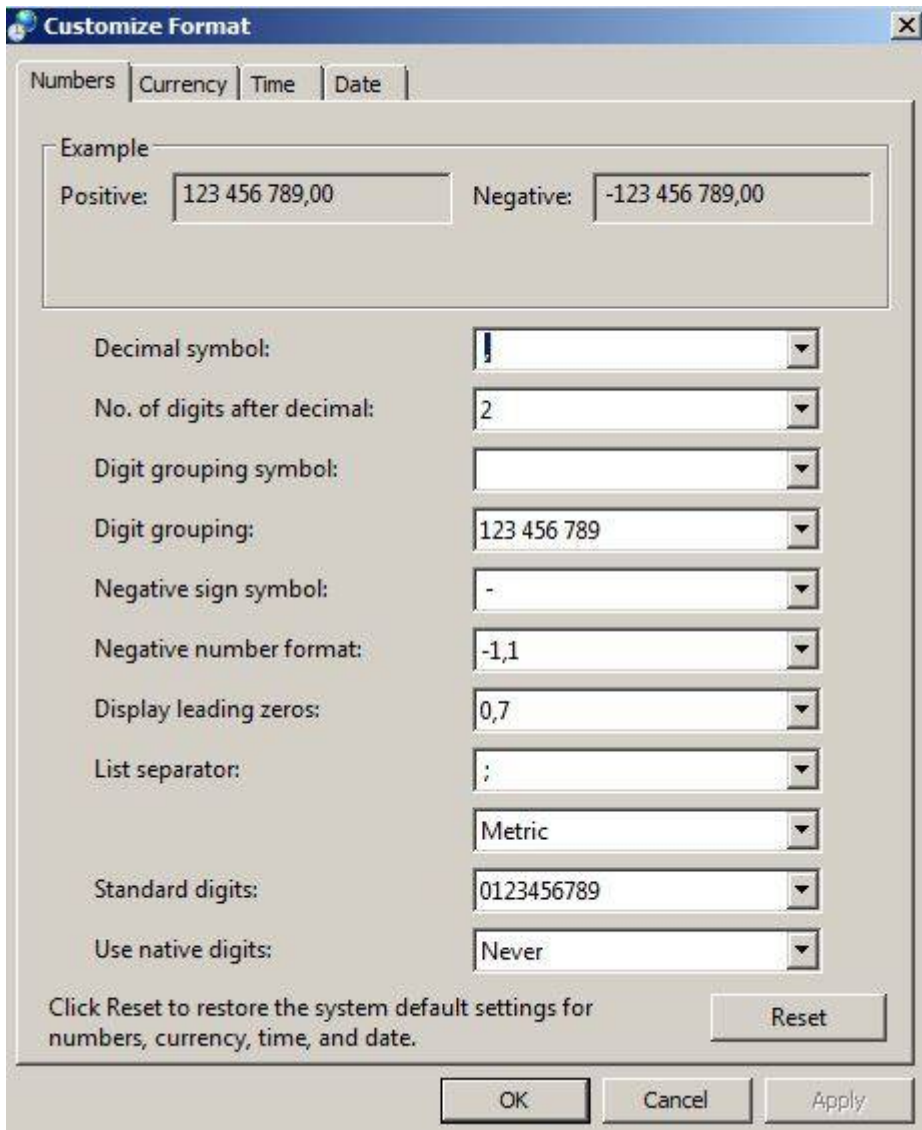 Customize Format
Numbers Currency Time Date
Example
Positive: 123 456 789,00 Negative: -123 456 789,00
Decimal symbol: ,
No. of digits after decimal: 2
Digit grouping symbol:
Digit grouping: 123 456 789
Negative sign symbol: -
Negative number format: -1,1
Display leading zeros: 0,7
List separator: ;
Metric
Standard digits: 0123456789
Use native digits: Never
Click Reset to restore the system default settings for
numbers, currency, time, and date.
Reset
OK Cancel Apply